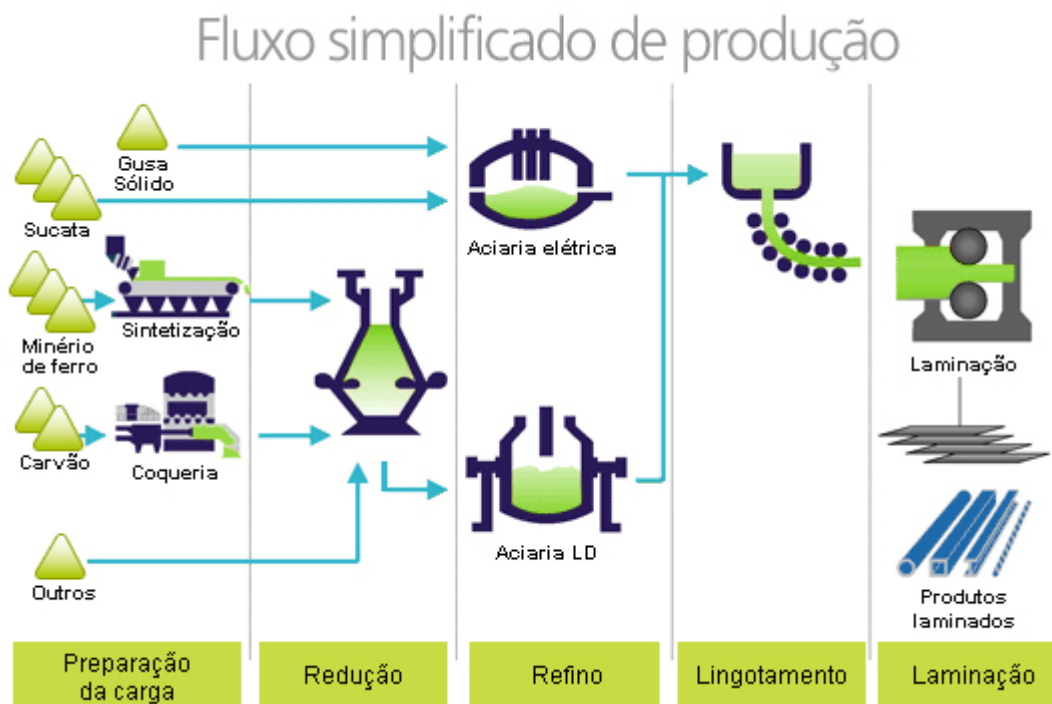 Fluxo simplificado de produção
Gusa
Sólido
Sucata
Aciaria elétrica
Minério
de ferro
Sintetização
Laminação
Carvão
Coqueria
Aciaria LD
Outros
Produtos
laminados
Preparação
da carga
Redução
Refino
Lingotamento
Laminação